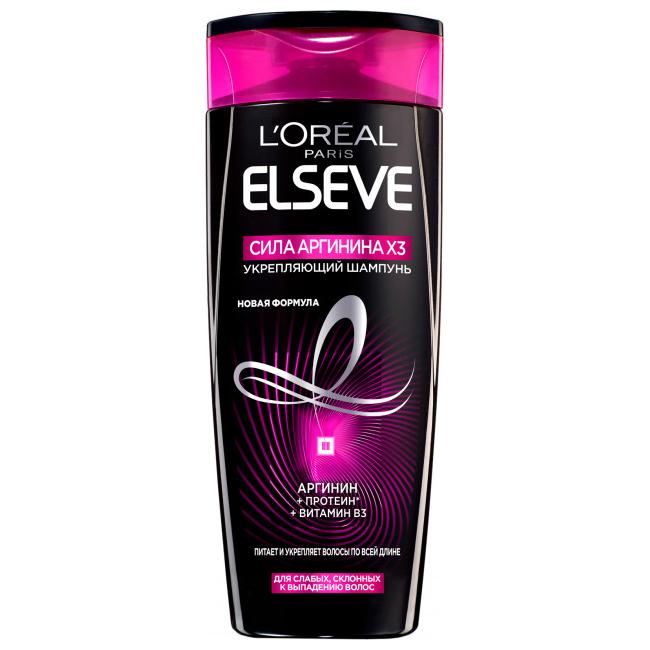 L'ORÉAL
PARIS
ELSEVE
СИЛА АРГИНИНА X3
УКРЕПЛЯЮЩИЙ ШАМПУНЬ
НОВАЯ ФОРМУЛА
АРГИНИН
+ ПРОТЕИН*
+ ВИТАМИН B3
ПИТАЕТ И УКРЕПЛЯЕТ ВОЛОСЫ ПО ВСЕЙ ДЛИНЕ
ДЛЯ СЛАБЫХ, СКЛОННЫХ
К ВЫПАДЕНИЮ ВОЛОС